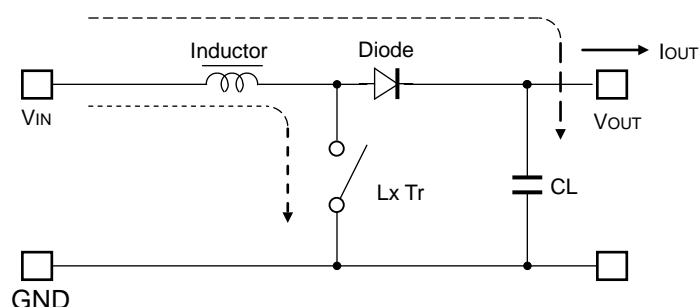 Inductor
Diode
IOUT
VIN
VOUT
Lx Tr
CL
GND